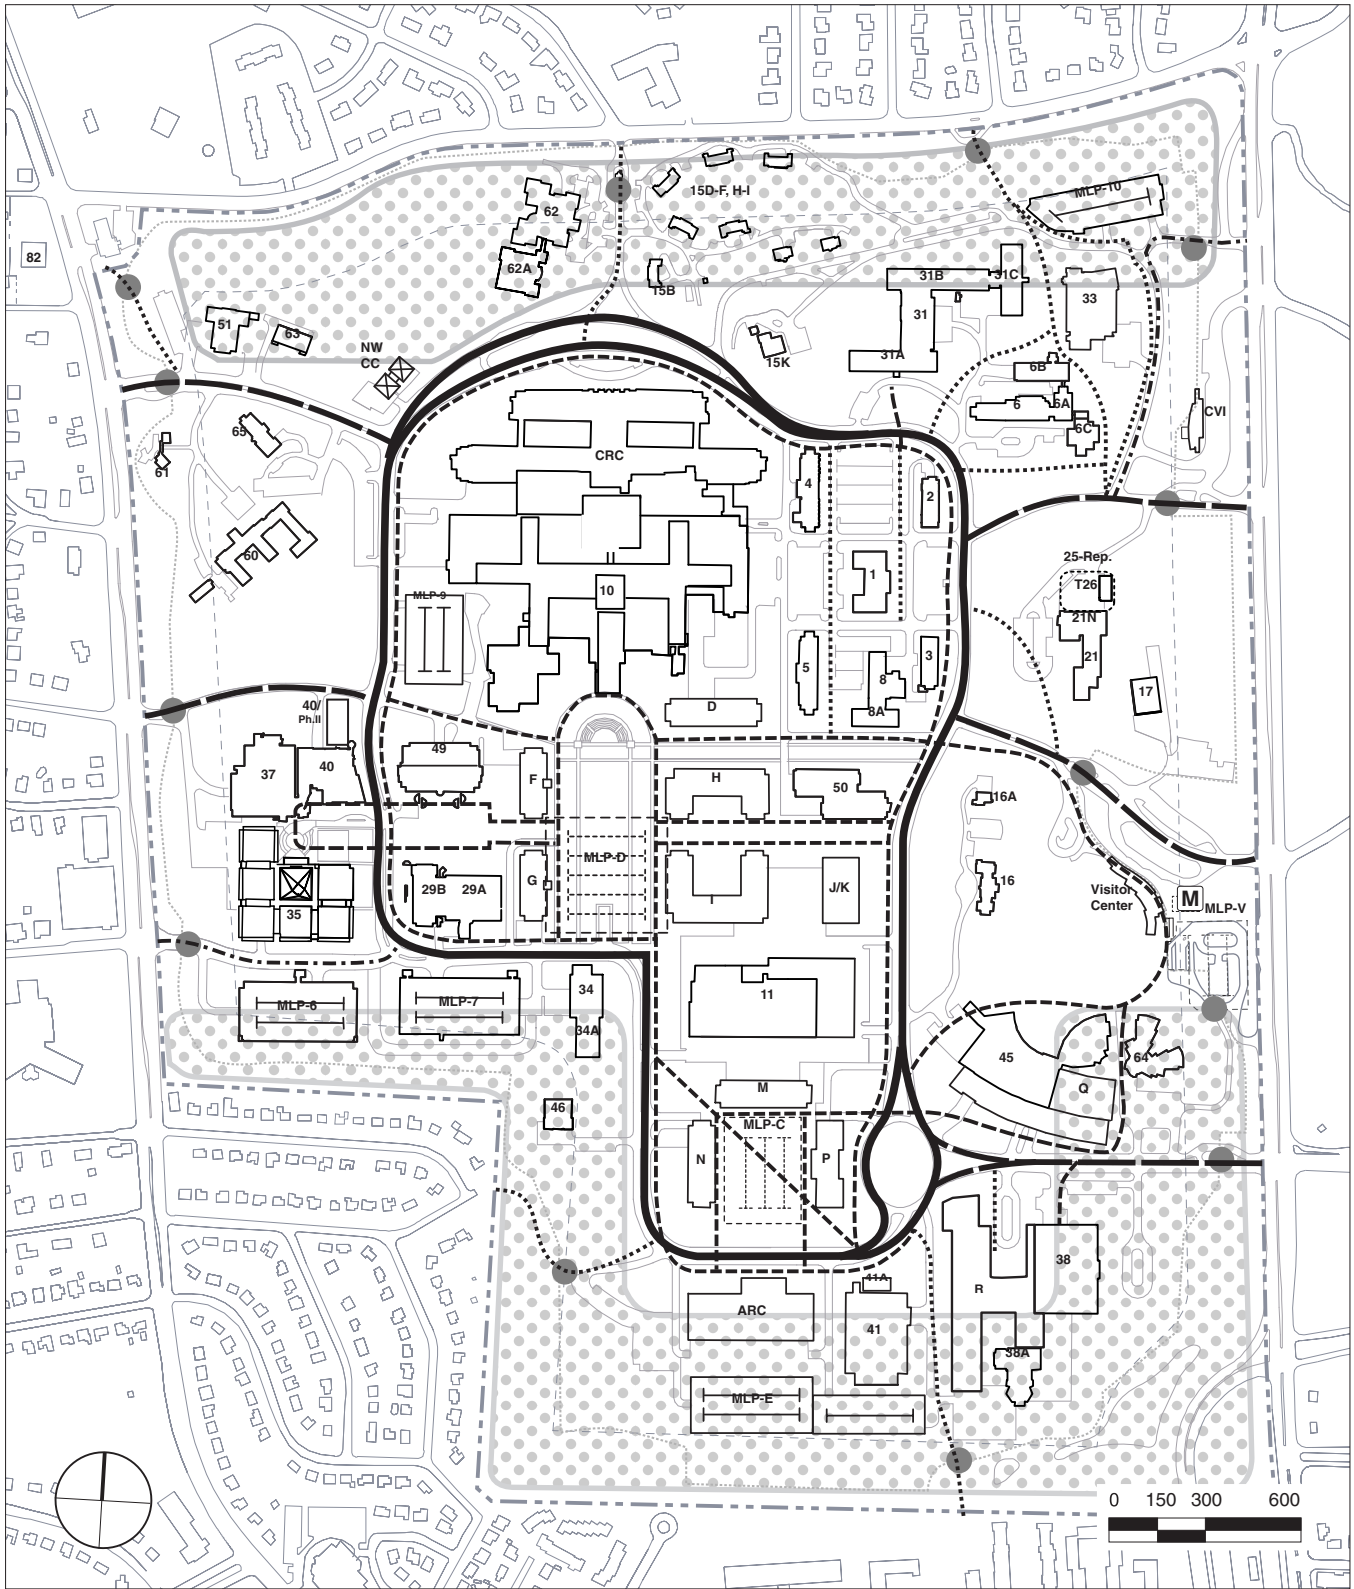 MLP-10
15D-F, H-I
62
82
62A
15B
31B
31C
33
51
63
31
NW
CC
15K
31A
6B
6
6A
CVI
65
6C
CRC
61
4
2
60
25-Rep.
1
T26
10
MLP-9
21N
3
21
5
8
17
40/
Ph.II
D
8A
49
40
37
F
H
50
16A
MLP-D
G
29B
29A
J/K
16
Visitor
Center
M
MLP-V
I
35
34
11
MLP-6
MLP-7
34A
45
64
M
Q
46
MLP-C
N
P
38
41A
R
ARC
41
38A
MLP-E
0 150 300 600